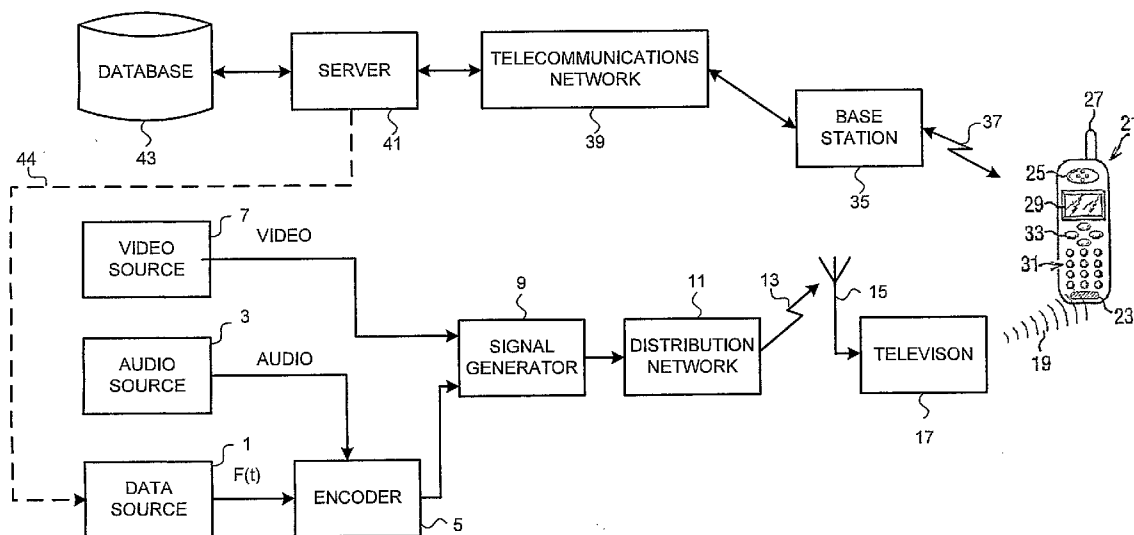 DATABASE
43
SERVER
41
TELECOMMUNICATIONS
NETWORK
39
BASE
STATION
35
37
27
25
29
33
31
23
19
44
7
VIDEO
SOURCE
VIDEO
3
AUDIO
SOURCE
AUDIO
1
DATA
SOURCE
F(t)
ENCODER
5
9
SIGNAL
GENERATOR
11
DISTRIBUTION
NETWORK
13
15
TELEVISON
17